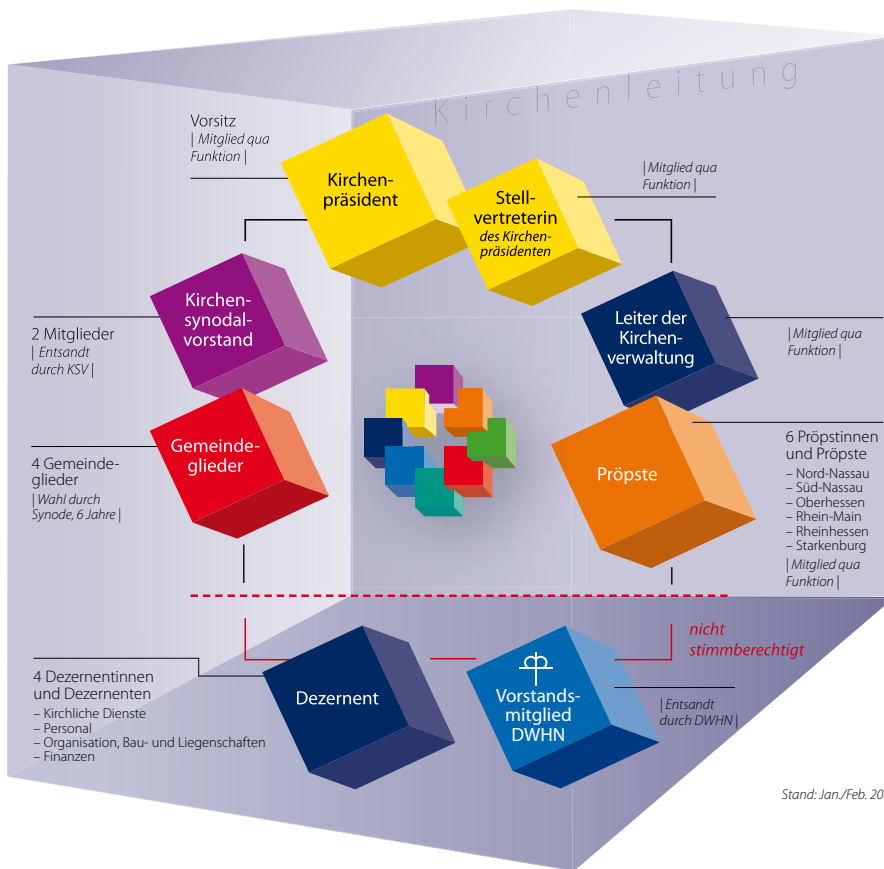 Kirchenleitung
Vorsitz
| Mitglied qua
Funktion |
Kirchen-
präsident
Stell-
vertreterin
des Kirchen-
präsidenten
| Mitglied qua
Funktion |
Kirchen-
synodal-
vorstand
2 Mitglieder
| Entsandt
durch KSV |
Leiter der
Kirchen-
verwaltung
| Mitglied qua
Funktion |
Gemeinde-
glieder
4 Gemeinde-
glieder
| Wahl durch
Synode, 6 Jahre |
Pröpste
6 Pröpstinnen
und Pröpste
– Nord-Nassau
– Süd-Nassau
– Oberhessen
– Rhein-Main
– Rheinhessen
– Starkenburg
| Mitglied qua
Funktion |
nicht
stimmberechtigt
4 Dezernentinnen
und Dezernenten
– Kirchliche Dienste
– Personal
– Organisation, Bau- und Liegenschaften
– Finanzen
Dezernent
Vorstands-
mitglied
DWHN
| Entsandt
durch DWHN |
Stand: Jan./Feb. 20